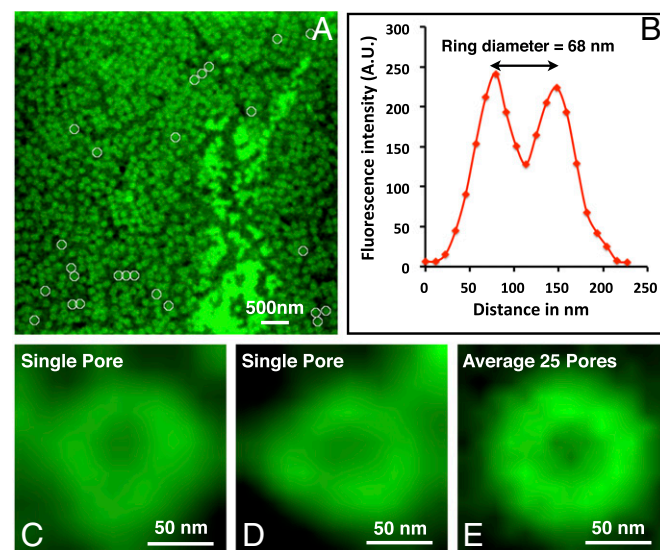 A
500nm
B
Ring diameter = 68 nm
Fluorescence intensity (A.U.)
300
250
200
150
100
50
0
0 50 100 150 200 250
Distance in nm
Single Pore
C
50 nm
Single Pore
D
50 nm
Average 25 Pores
E
50 nm